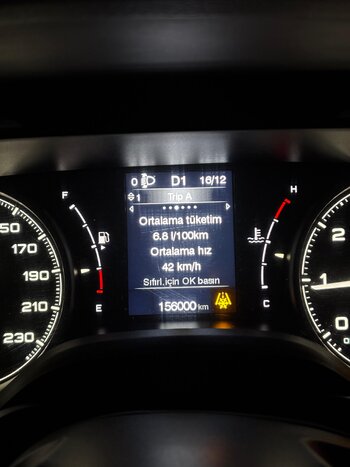 0 D1 16/12
1 Trip A
Ortalama tüketim
6.8 l/100km
Ortalama hız
42 km/h
Sıfırl.için OK basın
156000 km
F
E
H
C
150
170
190
210
230
2
1
0